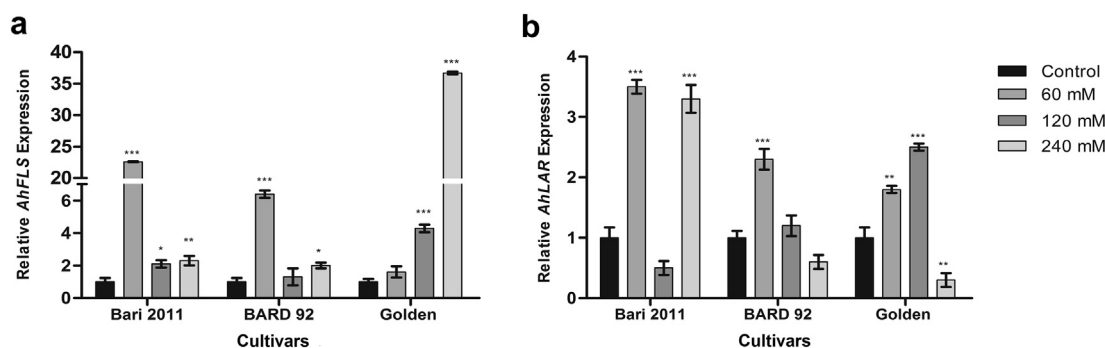 a
Relative AhFLS Expression
40
35
30
25
20
6
4
2
0
***
*
**
***
*
***
***
Bari 2011
BARD 92
Golden
Cultivars
b
Relative AhLAR Expression
4
3
2
1
0
***
***
***
**
***
**
Bari 2011
BARD 92
Golden
Cultivars
Control
60 mM
120 mM
240 mM